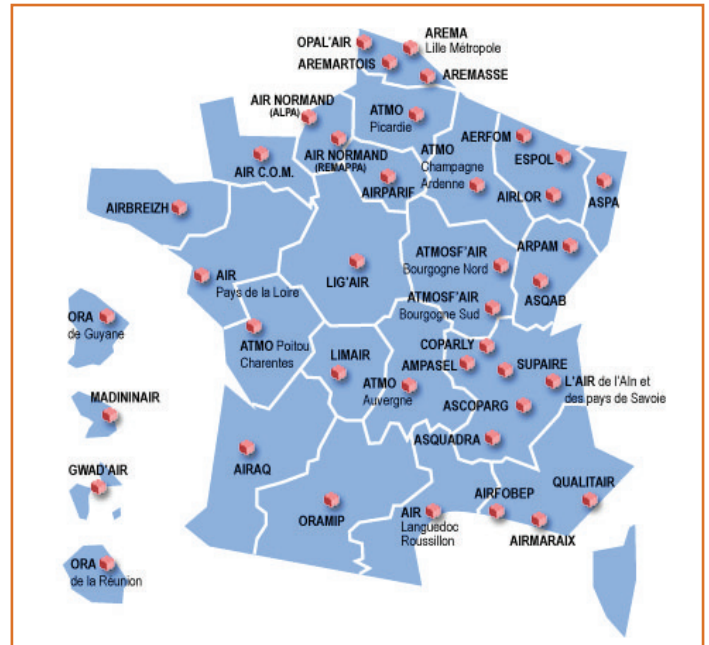 OPAL'AIR
AREMA
Lille Métropole
AREMARTOIS
AREMASSE
AIR NORMAND
(ALPA)
ATMO
Picardie
AIR NORMAND
(REMAPPA)
AIR C.O.M.
AIRPARIF
ATMO
Champagne
Ardenne
AERFOM
ESPOL
AIRLOR
ASPA
AIRBREIZH
AIR
Pays de la Loire
LIG'AIR
ATMOSF'AIR
Bourgogne Nord
ATMOSF'AIR
Bourgogne Sud
ARPAM
ASQAB
ORA
de Guyane
ATMO Poitou
Charentes
LIMAIR
ATMO
Auvergne
COPARLY
AMPASEL
SUPAIRE
L'AIR de l'AIn et
des pays de Savoie
ASCOPARG
ASQUADRA
MADININAIR
GWAD'AIR
ORA
de la Réunion
AIRAQ
ORAMIP
AIR
Languedoc
Roussillon
AIRFOBEP
AIRMARAIX
QUALITAIR